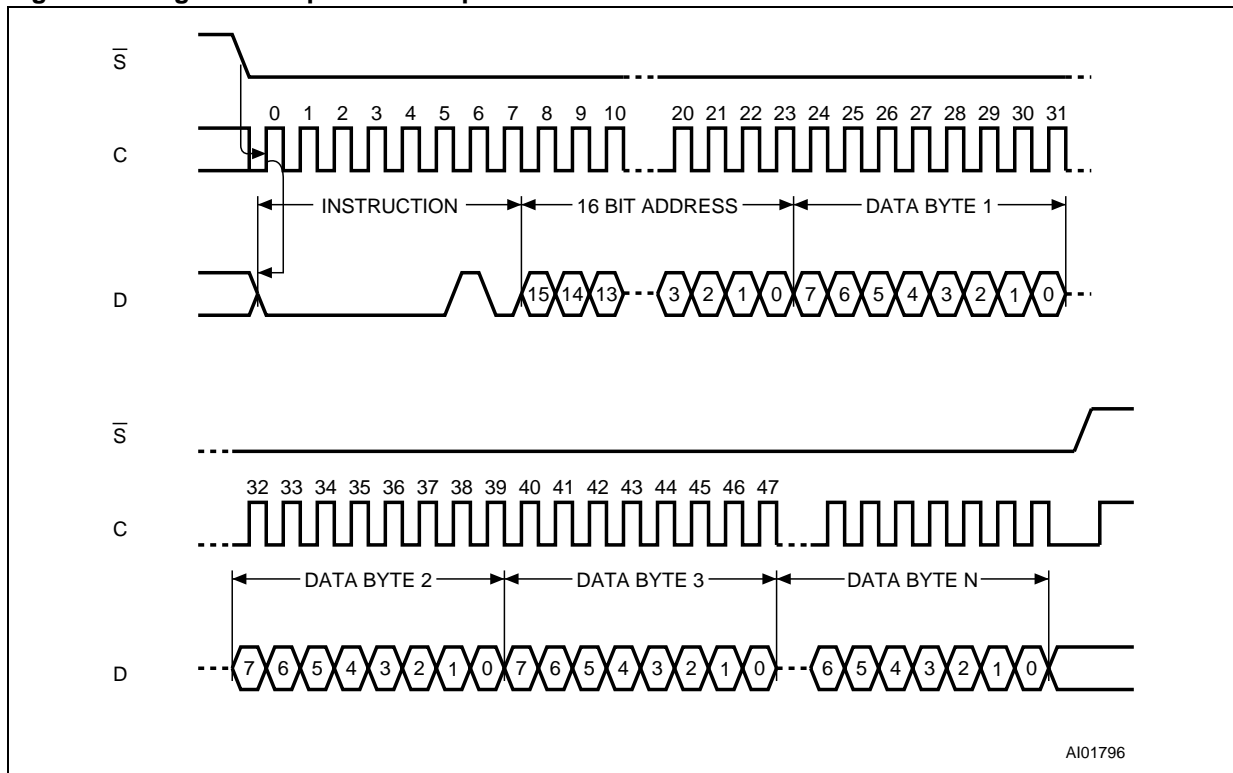 S
0 1 2 3 4 5 6 7 8 9 10 20 21 22 23 24 25 26 27 28 29 30 31
C
INSTRUCTION 16 BIT ADDRESS DATA BYTE 1
D 15 14 13 3 2 1 0 7 6 5 4 3 2 1 0
S
32 33 34 35 36 37 38 39 40 41 42 43 44 45 46 47
C
DATA BYTE 2 DATA BYTE 3 DATA BYTE N
D 7 6 5 4 3 2 1 0 7 6 5 4 3 2 1 0 6 5 4 3 2 1 0
AI01796